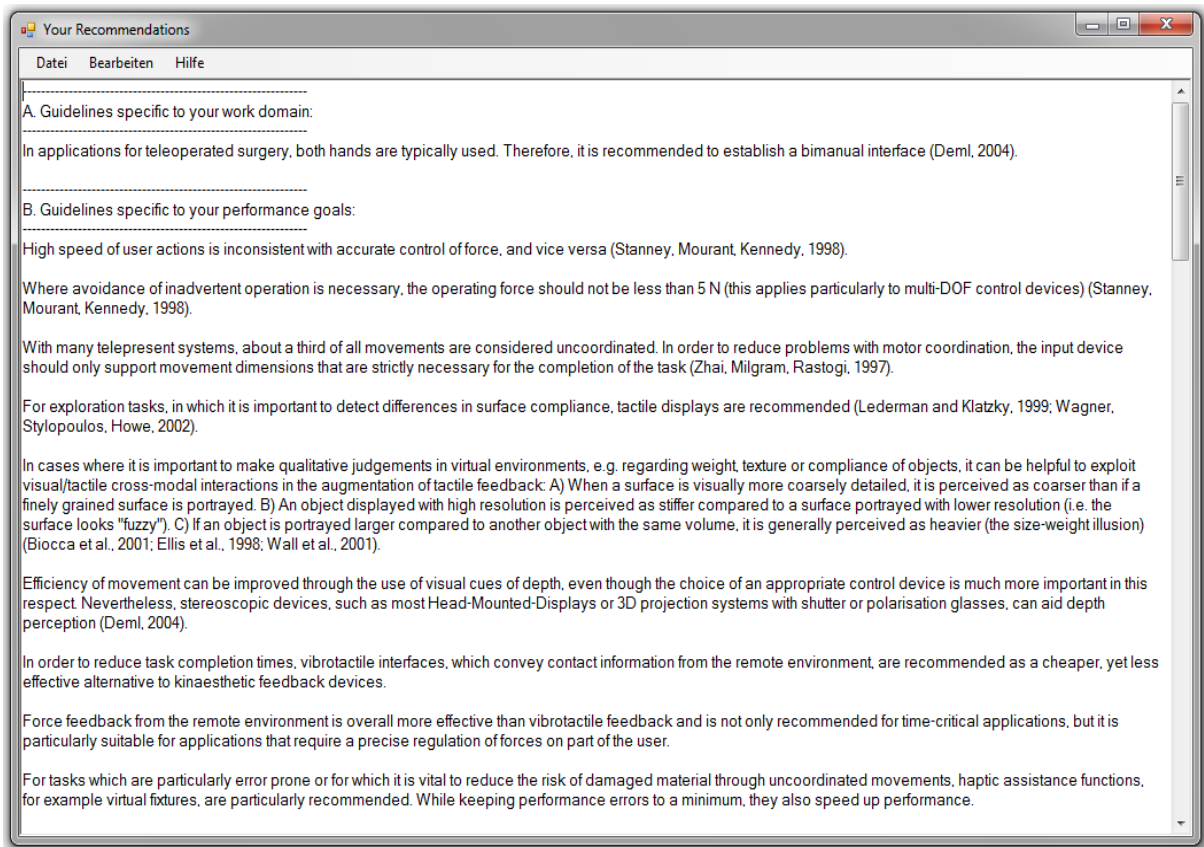 Your Recommendations
Datei Bearbeiten Hilfe
---------------------------------------------------------------
A. Guidelines specific to your work domain:
---------------------------------------------------------------
In applications for teleoperated surgery, both hands are typically used. Therefore, it is recommended to establish a bimanual interface (Deml, 2004).
---------------------------------------------------------------
B. Guidelines specific to your performance goals:
---------------------------------------------------------------
High speed of user actions is inconsistent with accurate control of force, and vice versa (Stanney, Mourant, Kennedy, 1998).
Where avoidance of inadvertent operation is necessary, the operating force should not be less than 5 N (this applies particularly to multi-DOF control devices) (Stanney,
Mourant, Kennedy, 1998).
With many telepresent systems, about a third of all movements are considered uncoordinated. In order to reduce problems with motor coordination, the input device
should only support movement dimensions that are strictly necessary for the completion of the task (Zhai, Milgram, Rastogi, 1997).
For exploration tasks, in which it is important to detect differences in surface compliance, tactile displays are recommended (Lederman and Klatzky, 1999; Wagner,
Stylopoulos, Howe, 2002).
In cases where it is important to make qualitative judgements in virtual environments, e.g. regarding weight, texture or compliance of objects, it can be helpful to exploit
visual/tactile cross-modal interactions in the augmentation of tactile feedback: A) When a surface is visually more coarsely detailed, it is perceived as coarser than if a
finely grained surface is portrayed. B) An object displayed with high resolution is perceived as stiffer compared to a surface portrayed with lower resolution (i.e. the
surface looks "fuzzy"). C) If an object is portrayed larger compared to another object with the same volume, it is generally perceived as heavier (the size-weight illusion)
(Biocca et al., 2001; Ellis et al., 1998; Wall et al., 2001).
Efficiency of movement can be improved through the use of visual cues of depth, even though the choice of an appropriate control device is much more important in this
respect. Nevertheless, stereoscopic devices, such as most Head-Mounted-Displays or 3D projection systems with shutter or polarisation glasses, can aid depth
perception (Deml, 2004).
In order to reduce task completion times, vibrotactile interfaces, which convey contact information from the remote environment, are recommended as a cheaper, yet less
effective alternative to kinaesthetic feedback devices.
Force feedback from the remote environment is overall more effective than vibrotactile feedback and is not only recommended for time-critical applications, but it is
particularly suitable for applications that require a precise regulation of forces on part of the user.
For tasks which are particularly error prone or for which it is vital to reduce the risk of damaged material through uncoordinated movements, haptic assistance functions,
for example virtual fixtures, are particularly recommended. While keeping performance errors to a minimum, they also speed up performance.